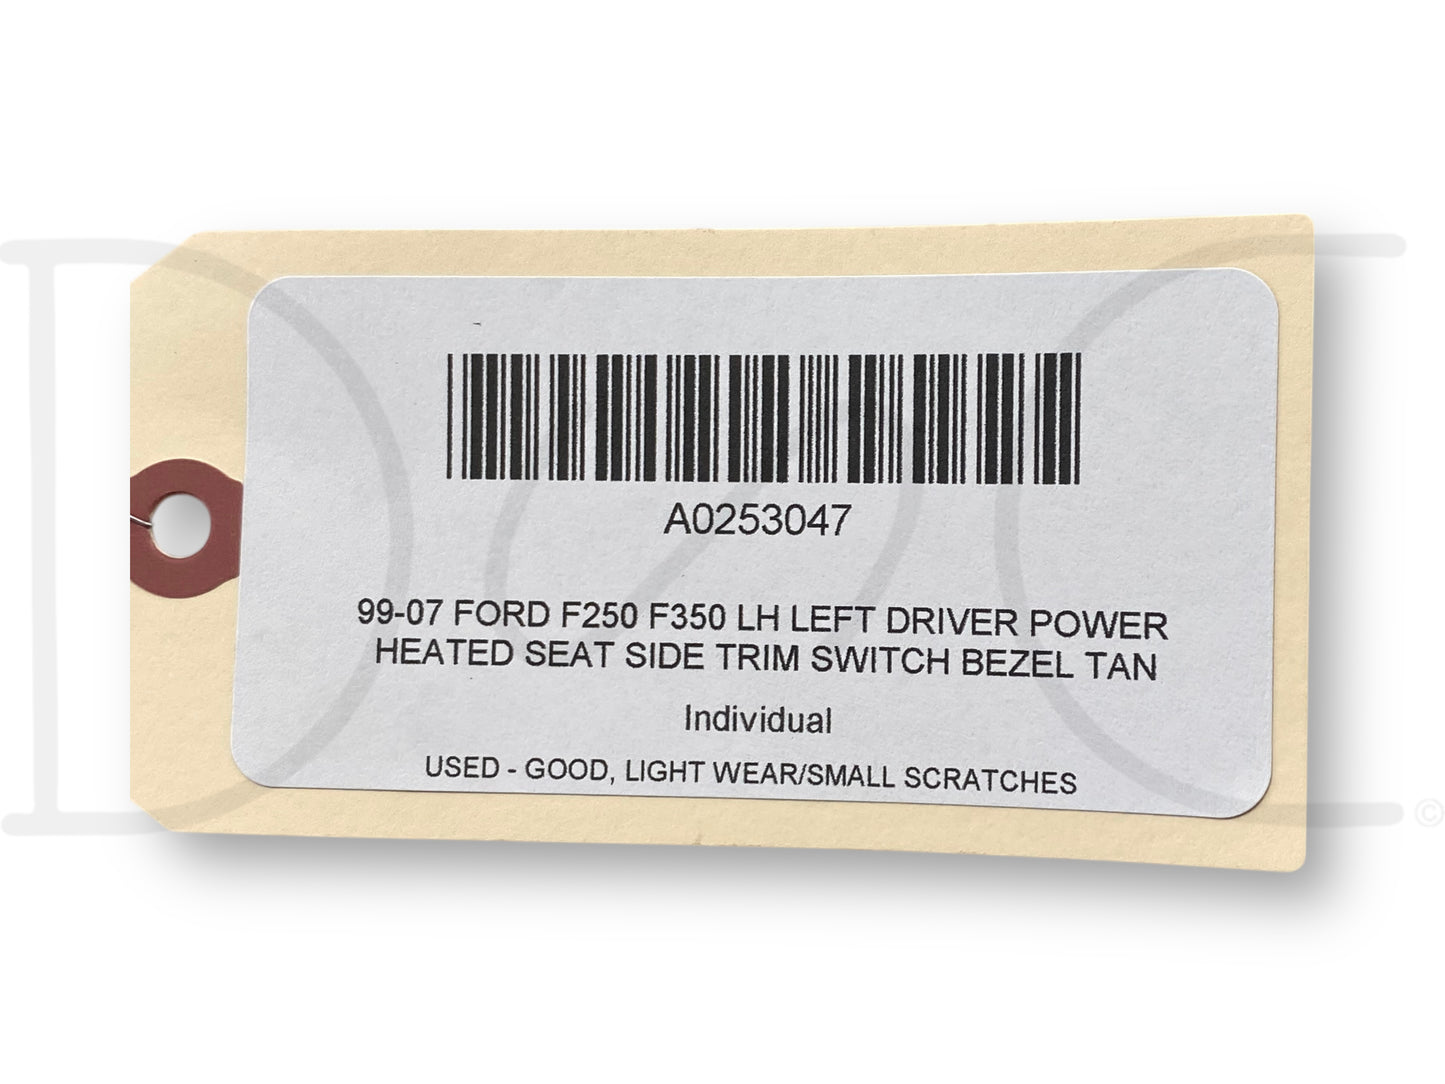 A0253047
99-07 FORD F250 F350 LH LEFT DRIVER POWER
HEATED SEAT SIDE TRIM SWITCH BEZEL TAN
Individual
USED - GOOD, LIGHT WEAR/SMALL SCRATCHES
D2C ©